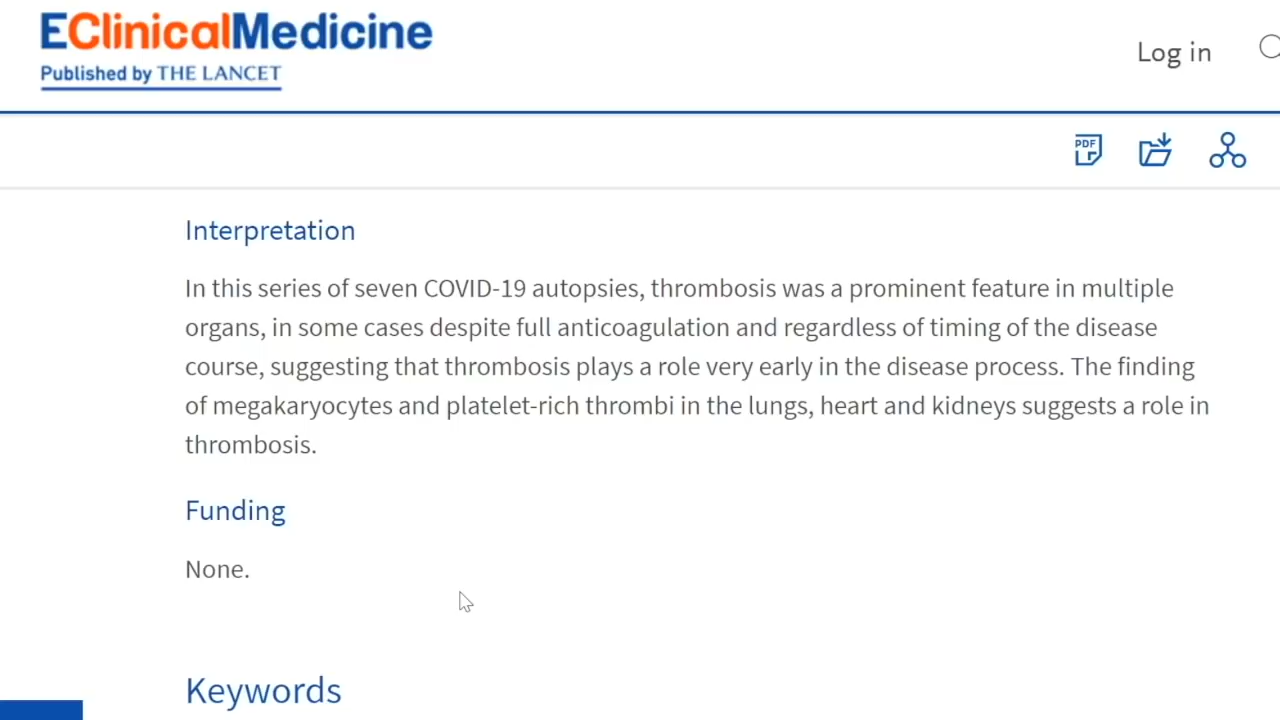 EClinicalMedicine
Published by THE LANCET
Log in
PDF
Interpretation
In this series of seven COVID-19 autopsies, thrombosis was a prominent feature in multiple
organs, in some cases despite full anticoagulation and regardless of timing of the disease
course, suggesting that thrombosis plays a role very early in the disease process. The finding
of megakaryocytes and platelet-rich thrombi in the lungs, heart and kidneys suggests a role in
thrombosis.
Funding
None.
Keywords